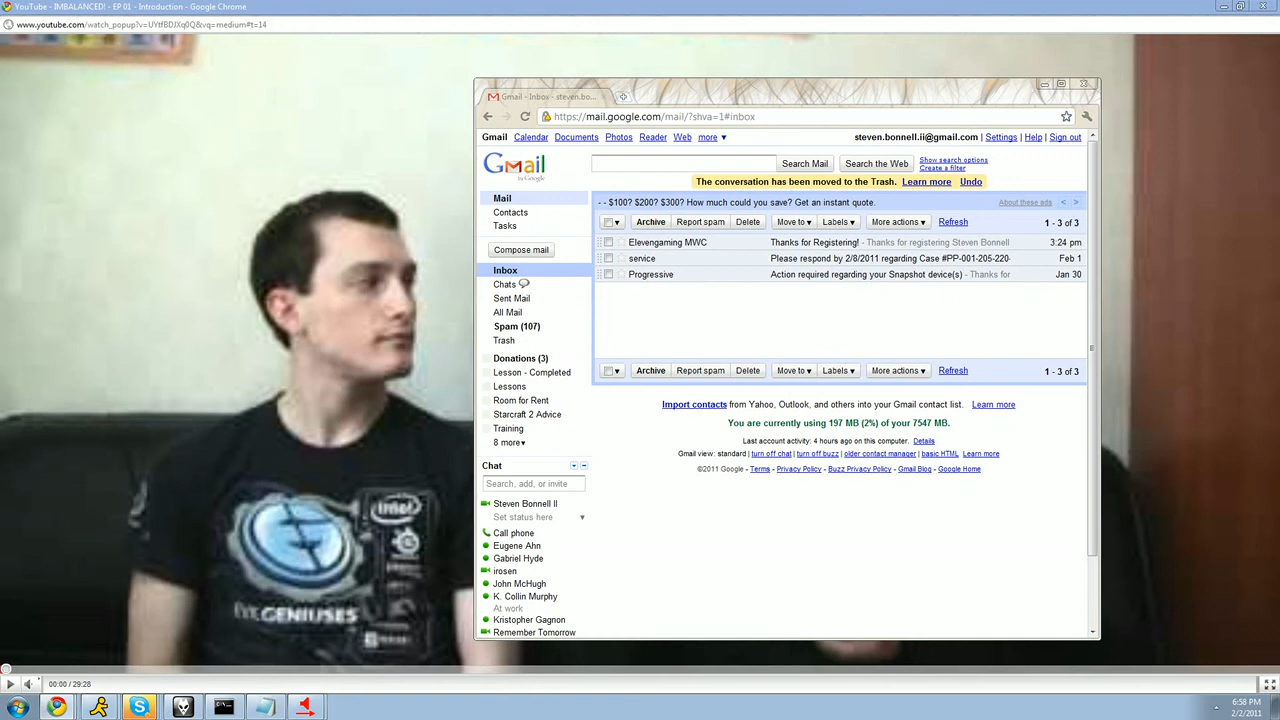 YouTube - IMBALANCED! - EP 01 - Introduction - Google Chrome
www.youtube.com/watch_popup?v=UYtfBDJXq0Q&vq=medium#t=14
Gmail - Inbox - steven.bo...
https://mail.google.com/mail/?shva=1#inbox
Gmail Calendar Documents Photos Reader Web more ▾
steven.bonnell.ii@gmail.com | Settings | Help | Sign out
Gmail
by Google
Search Mail Search the Web
Show search options
Create a filter
The conversation has been moved to the Trash. Learn more Undo
Mail
Contacts
Tasks
Compose mail
Inbox
Chats
Sent Mail
All Mail
Spam (107)
Trash
Donations (3)
Lesson - Completed
Lessons
Room for Rent
Starcraft 2 Advice
Training
8 more▾
- - $100? $200? $300? How much could you save? Get an instant quote. About these ads < >
Archive Report spam Delete Move to ▾ Labels ▾ More actions ▾ Refresh 1 - 3 of 3
Elevengaming MWC Thanks for Registering! - Thanks for registering Steven Bonnell 3:24 pm
service Please respond by 2/8/2011 regarding Case #PP-001-205-220- Feb 1
Progressive Action required regarding your Snapshot device(s) - Thanks for Jan 30
Archive Report spam Delete Move to ▾ Labels ▾ More actions ▾ Refresh 1 - 3 of 3
Import contacts from Yahoo, Outlook, and others into your Gmail contact list. Learn more
You are currently using 197 MB (2%) of your 7547 MB.
Last account activity: 4 hours ago on this computer. Details
Gmail view: standard | turn off chat | turn off buzz | older contact manager | basic HTML Learn more
©2011 Google - Terms - Privacy Policy - Buzz Privacy Policy - Gmail Blog - Google Home
Chat
Search, add, or invite
Steven Bonnell II
Set status here
Call phone
Eugene Ahn
Gabriel Hyde
irosen
John McHugh
K. Collin Murphy
At work
Kristopher Gagnon
Remember Tomorrow
intel
GENIUSES
00:00 / 29:28
6:58 PM
2/2/2011